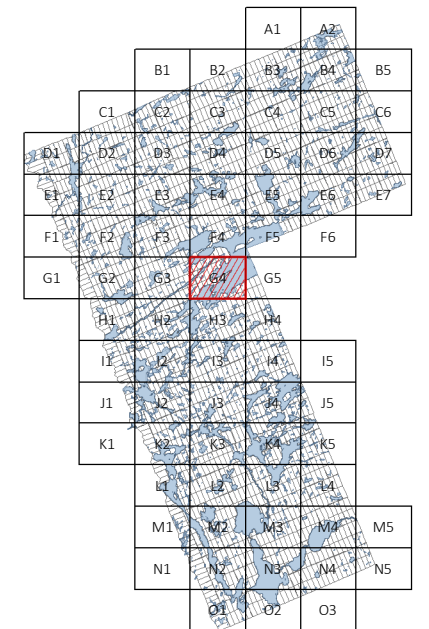 A1 A2
B1 B2 B3 B4 B5
C1 C2 C3 C4 C5 C6
D1 D2 D3 D4 D5 D6 D7
E1 E2 E3 E4 E5 E6 E7
F1 F2 F3 F4 F5 F6
G1 G2 G3 G4 G5
H1 H2 H3 H4
I1 I2 I3 I4 I5
J1 J2 J3 J4 J5
K1 K2 K3 K4 K5
L1 L2 L3 L4
M1 M2 M3 M4 M5
N1 N2 N3 N4 N5
O1 O2 O3